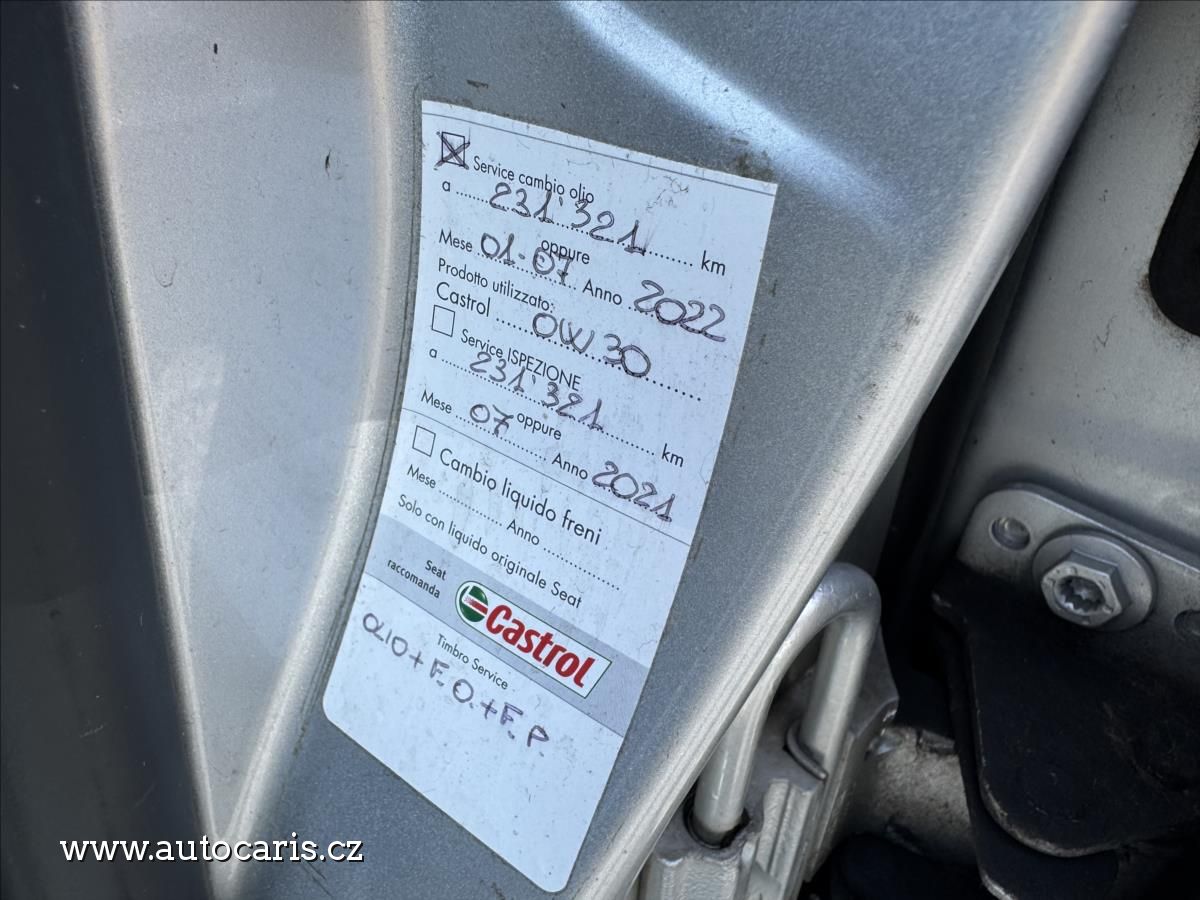 Service cambio olio
a 231'321 km
oppure
Mese 01-07 Anno 2022
Prodotto utilizzato:
Castrol 0W30
Service ISPEZIONE
a 231'321 km
oppure
Mese 07 Anno 2021
Cambio liquido freni
Mese Anno
Solo con liquido originale Seat
Seat
raccomanda
Castrol
Timbro Service
OLIO+F.O.+F.P
www.autocaris.cz